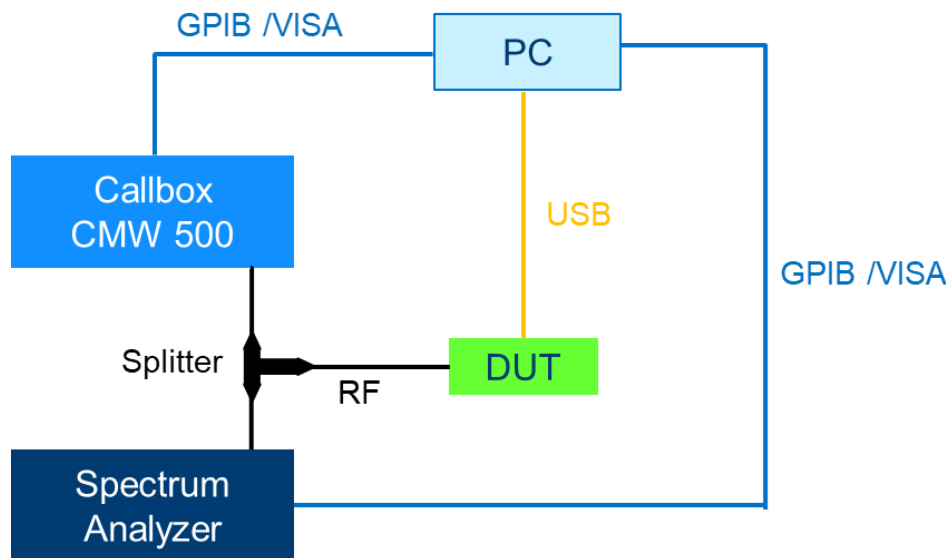 GPIB /VISA
PC
Callbox
CMW 500
USB
GPIB /VISA
Splitter
RF
DUT
Spectrum
Analyzer